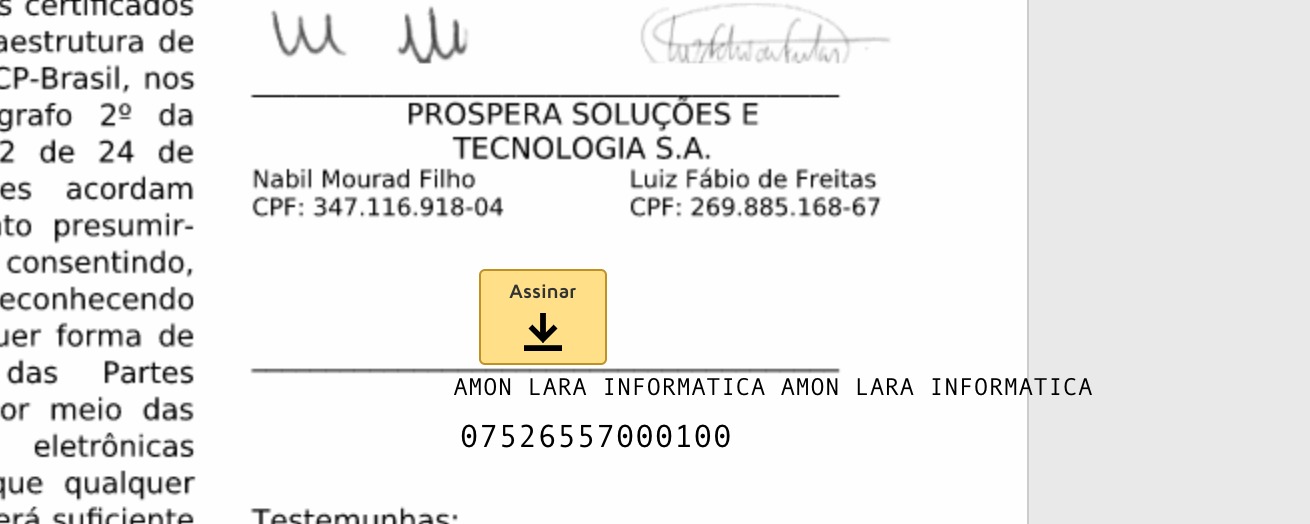 s certificados
aestrutura de
CP-Brasil, nos
grafo 2º da
2 de 24 de
es acordam
to presumir-
consentindo,
econhecendo
uer forma de
das Partes
or meio das
eletrônicas
que qualquer
erá suficiente
PROSPERA SOLUÇÕES E
TECNOLOGIA S.A.
Nabil Mourad Filho
CPF: 347.116.918-04
Luiz Fábio de Freitas
CPF: 269.885.168-67
Assinar
AMON LARA INFORMATICA AMON LARA INFORMATICA
07526557000100
Testemunhas: